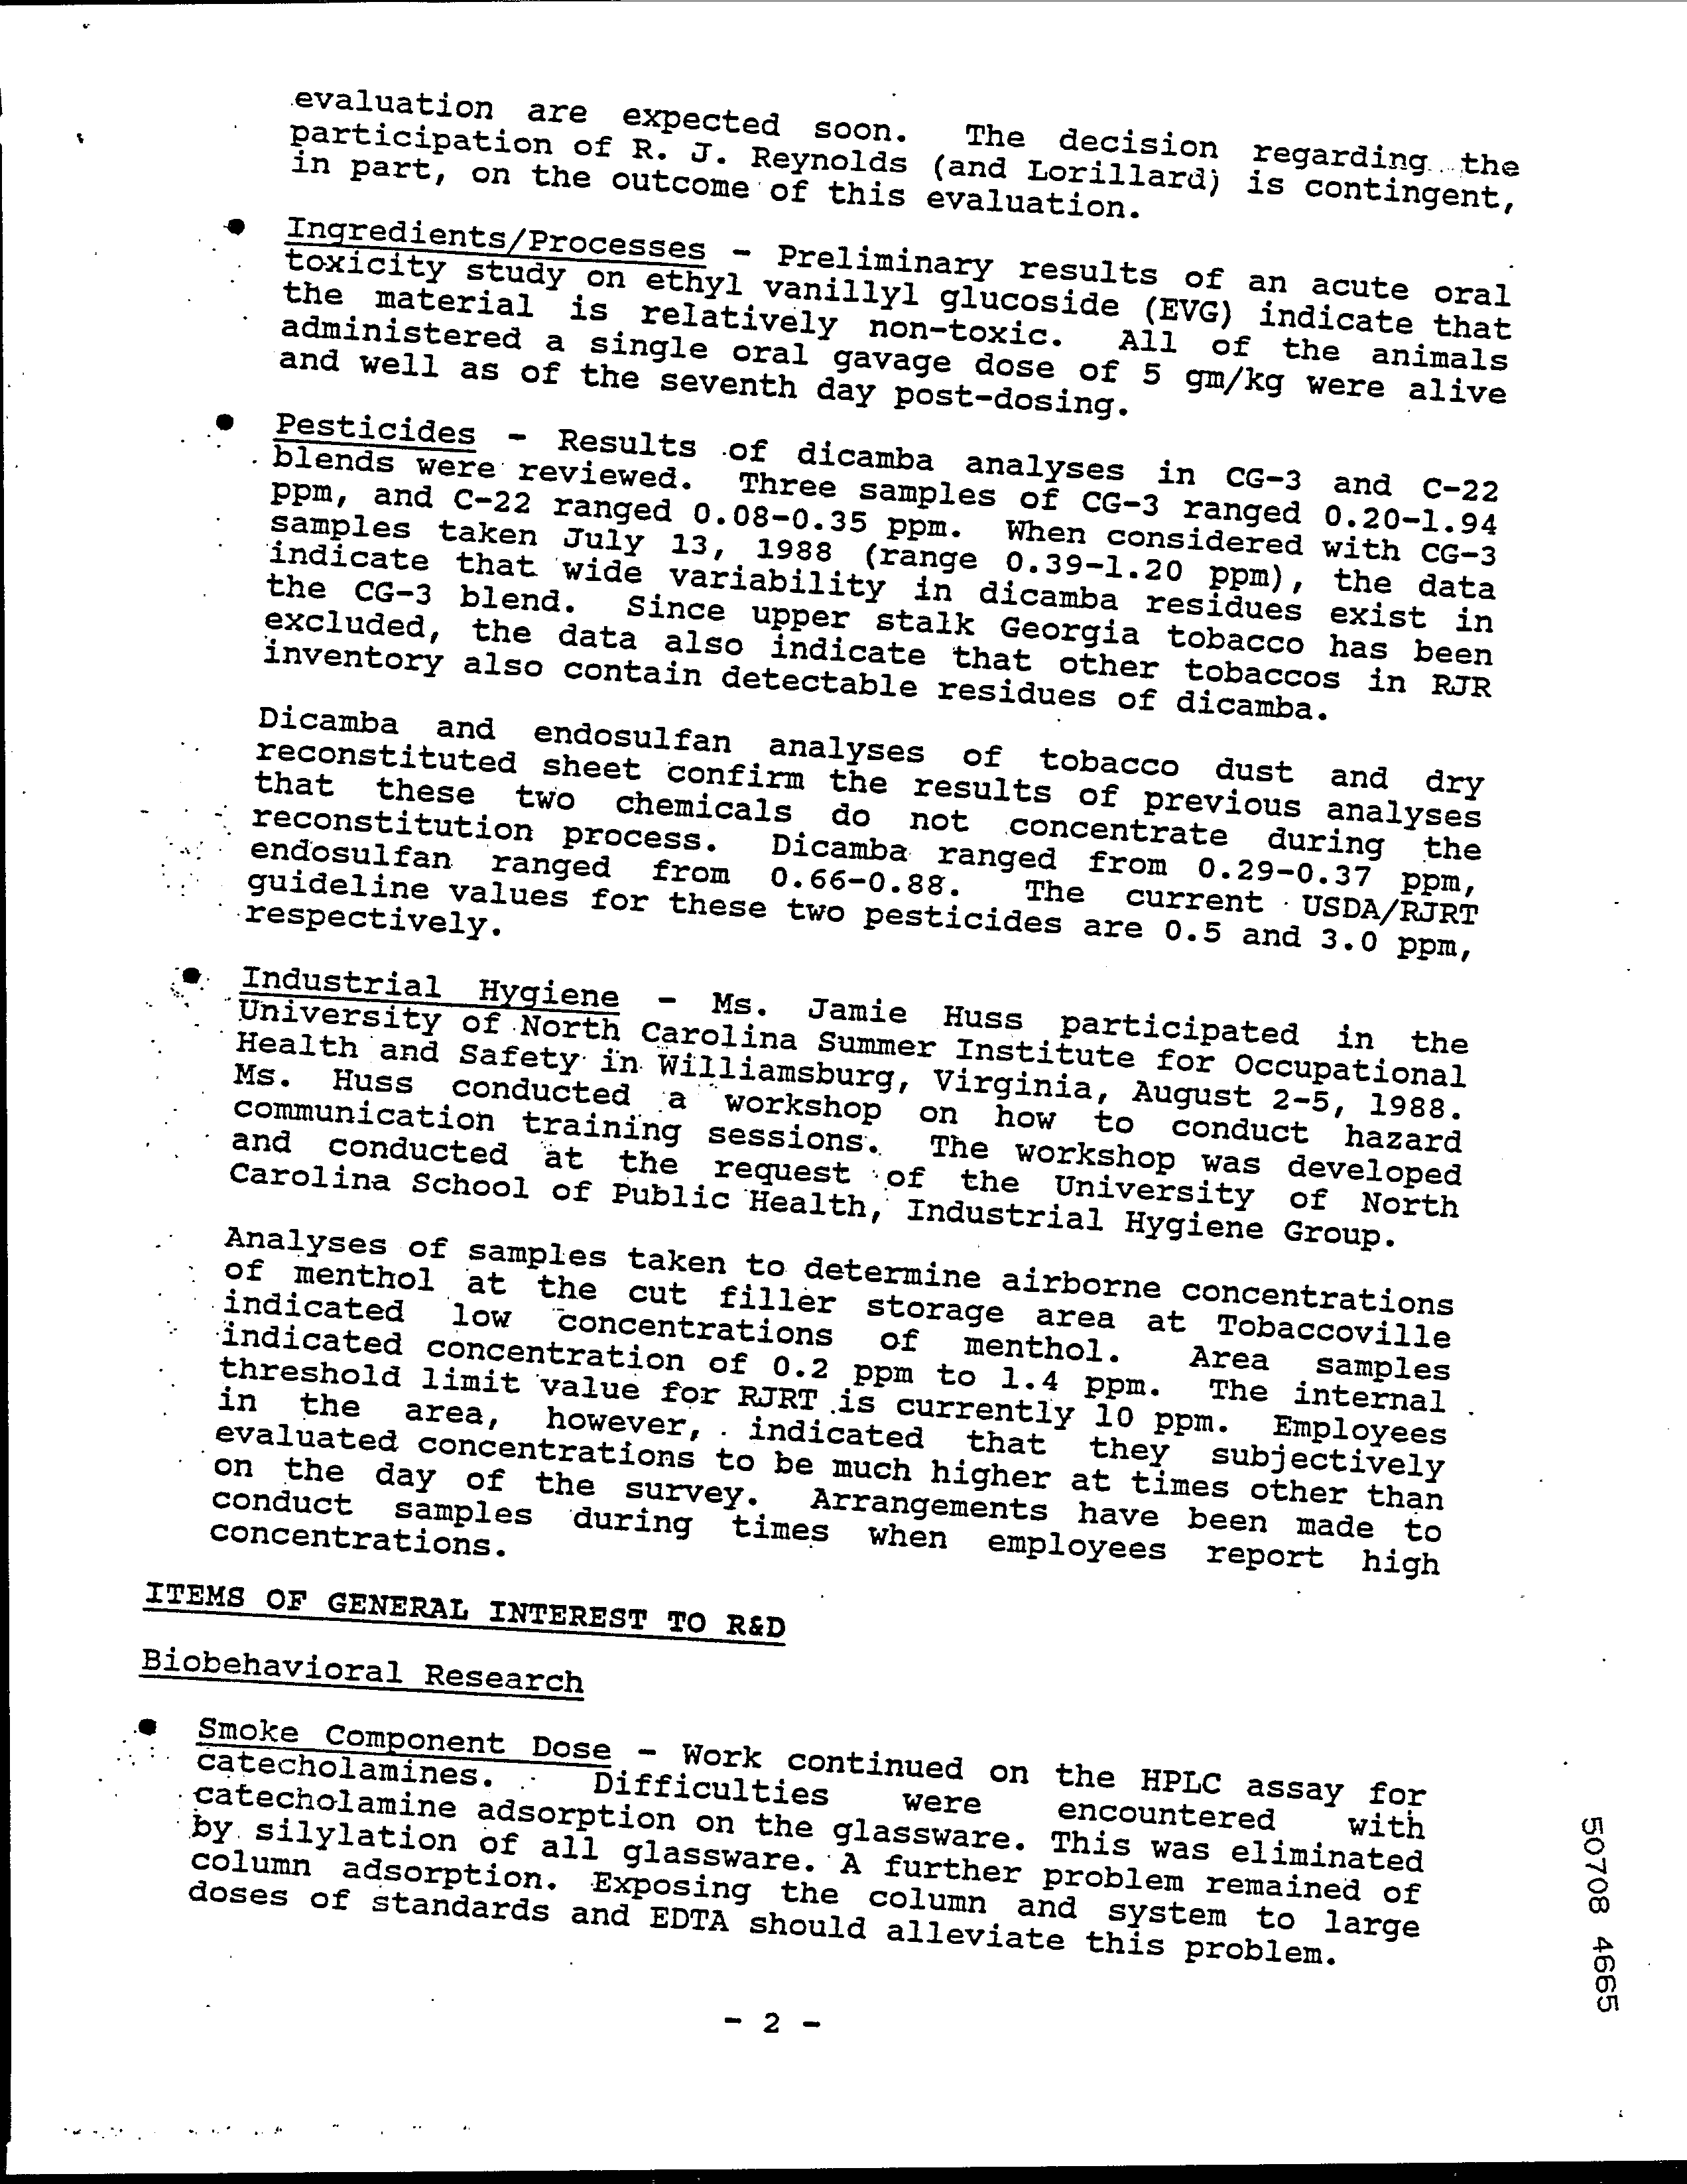 evaluation are expected soon. The decision regarding the
participation of R. J. Reynolds (and Lorillard) is contingent,
in part, on the outcome of this evaluation.
● Ingredients/Processes - Preliminary results of an acute oral
toxicity study on ethyl vanillyl glucoside (EVG) indicate that
the material is relatively non-toxic. All of the animals
administered a single oral gavage dose of 5 gm/kg were alive
and well as of the seventh day post-dosing.
● Pesticides - Results of dicamba analyses in CG-3 and C-22
blends were reviewed. Three samples of CG-3 ranged 0.20-1.94
ppm, and C-22 ranged 0.08-0.35 ppm. When considered with CG-3
samples taken July 13, 1988 (range 0.39-1.20 ppm), the data
indicate that wide variability in dicamba residues exist in
the CG-3 blend. Since upper stalk Georgia tobacco has been
excluded, the data also indicate that other tobaccos in RJR
inventory also contain detectable residues of dicamba.
Dicamba and endosulfan analyses of tobacco dust and dry
reconstituted sheet confirm the results of previous analyses
that these two chemicals do not concentrate during the
reconstitution process. Dicamba ranged from 0.29-0.37 ppm,
endosulfan ranged from 0.66-0.88. The current USDA/RJRT
guideline values for these two pesticides are 0.5 and 3.0 ppm,
respectively.
● Industrial Hygiene - Ms. Jamie Huss participated in the
University of North Carolina Summer Institute for Occupational
Health and Safety in Williamsburg, Virginia, August 2-5, 1988.
Ms. Huss conducted a workshop on how to conduct hazard
communication training sessions. The workshop was developed
and conducted at the request of the University of North
Carolina School of Public Health, Industrial Hygiene Group.
Analyses of samples taken to determine airborne concentrations
of menthol at the cut filler storage area at Tobaccoville
indicated low concentrations of menthol. Area samples
indicated concentration of 0.2 ppm to 1.4 ppm. The internal
threshold limit value for RJRT is currently 10 ppm. Employees
in the area, however, indicated that they subjectively
evaluated concentrations to be much higher at times other than
on the day of the survey. Arrangements have been made to
conduct samples during times when employees report high
concentrations.
ITEMS OF GENERAL INTEREST TO R&D
Biobehavioral Research
● Smoke Component Dose - Work continued on the HPLC assay for
catecholamines. Difficulties were encountered with
catecholamine adsorption on the glassware. This was eliminated
by silylation of all glassware. A further problem remained of
column adsorption. Exposing the column and system to large
doses of standards and EDTA should alleviate this problem.
- 2 -
50708 4665